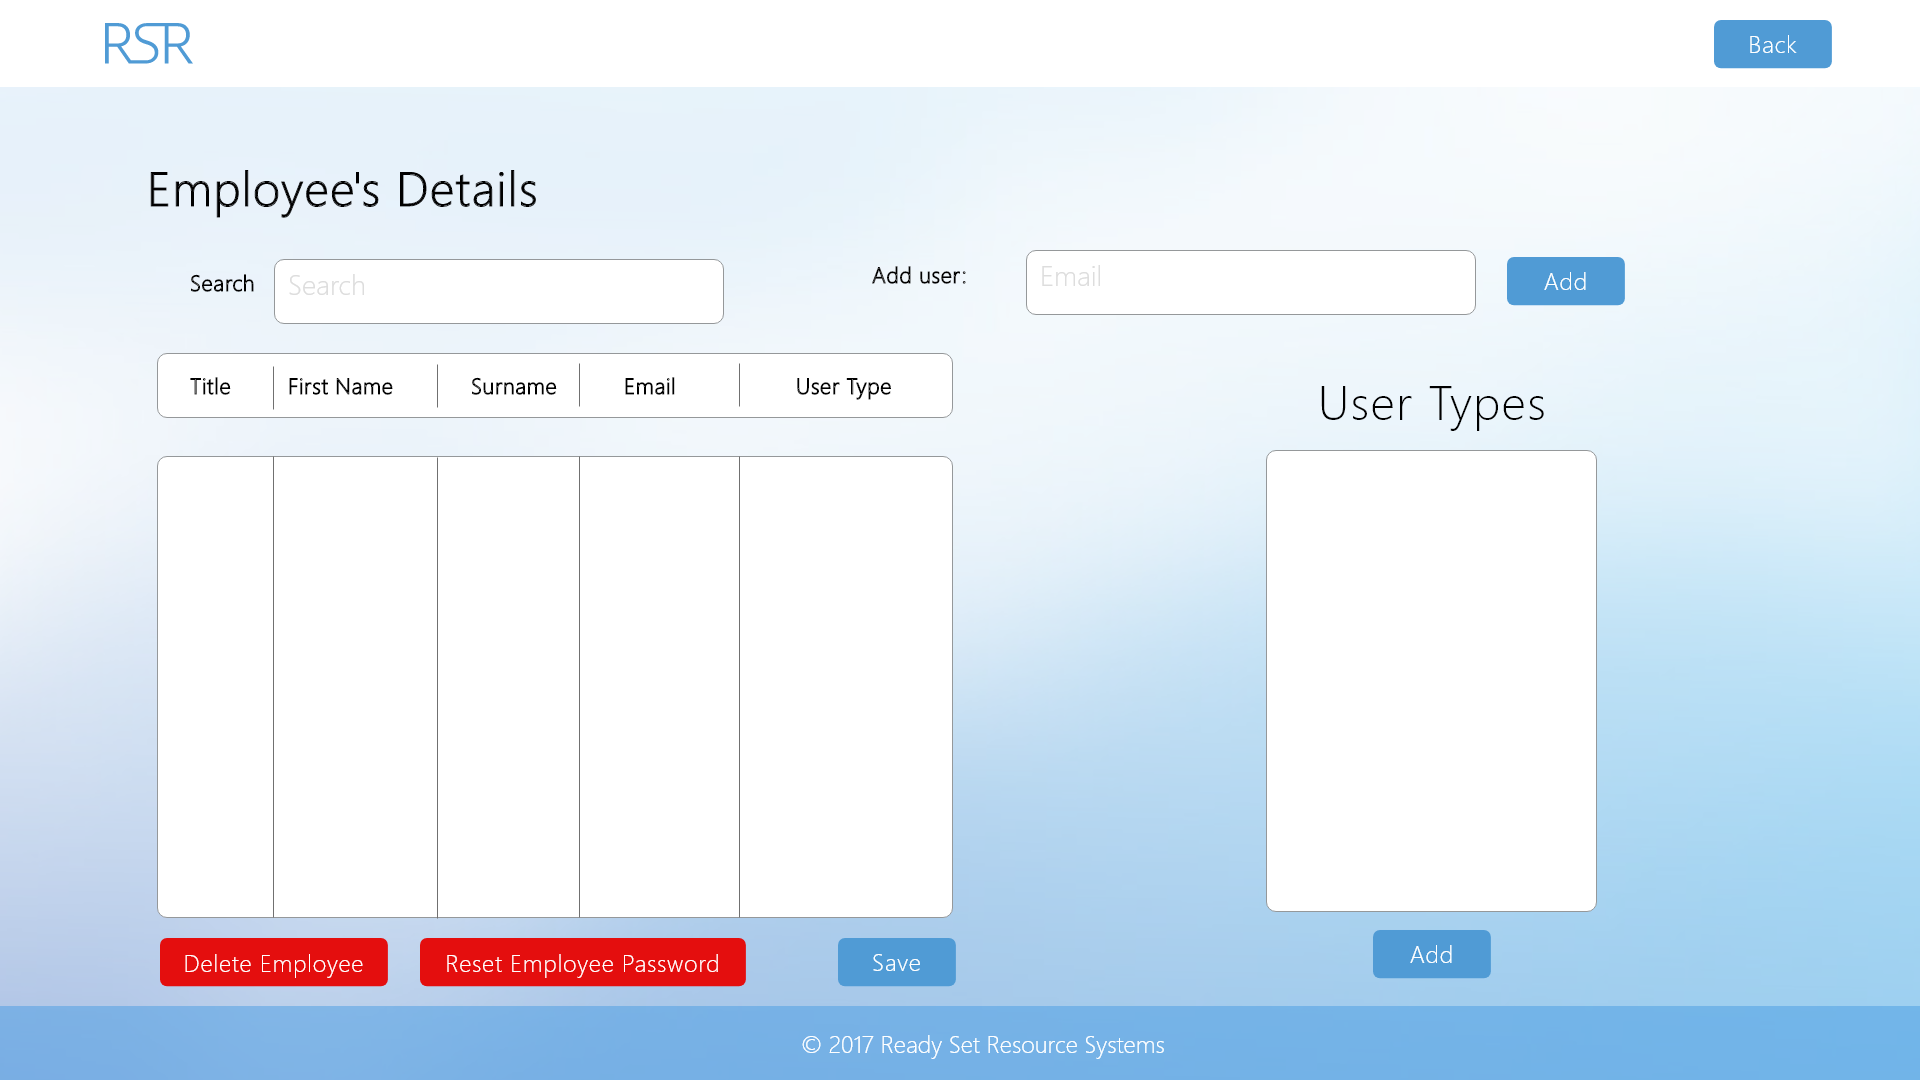 RSR
Back
Employee's Details
Search
Search
Add user:
Email
Add
Title
First Name
Surname
Email
User Type
User Types
Delete Employee
Reset Employee Password
Save
Add
© 2017 Ready Set Resource Systems